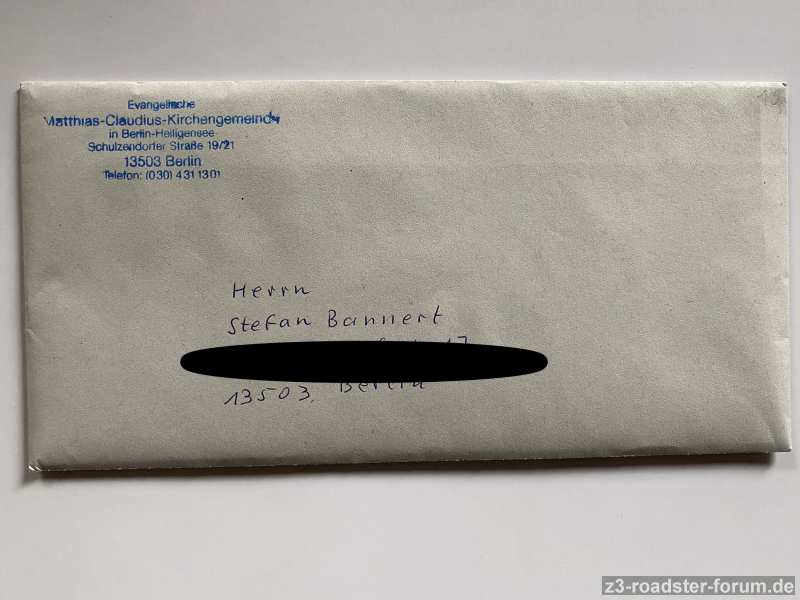 Evangelische
Matthias-Claudius-Kirchengemeinde
in Berlin-Heiligensee
Schulzendorfer Straße 19/21
13503 Berlin
Telefon: (030) 431 1301
Herrn
Stefan Bannert
13503 Berlin
z3-roadster-forum.de